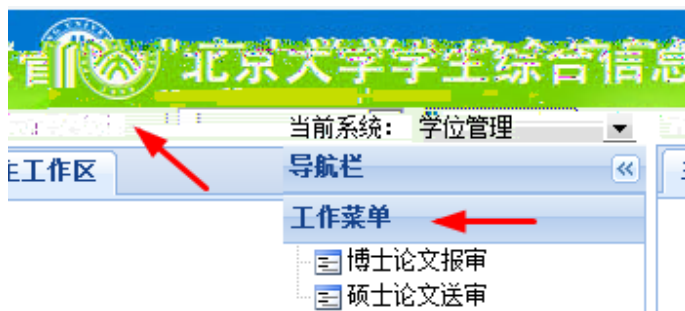 北京大学学生综合信息
当前系统： 学位管理
主工作区
导航栏
工作菜单
博士论文报审
硕士论文送审